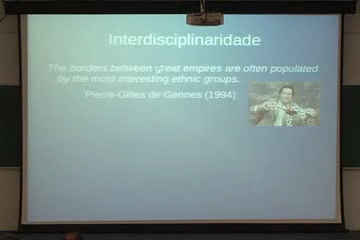 Interdisciplinaridade
The borders between great empires are often populated
by the most interesting ethnic groups.
Pierre-Gilles de Gennes (1994)